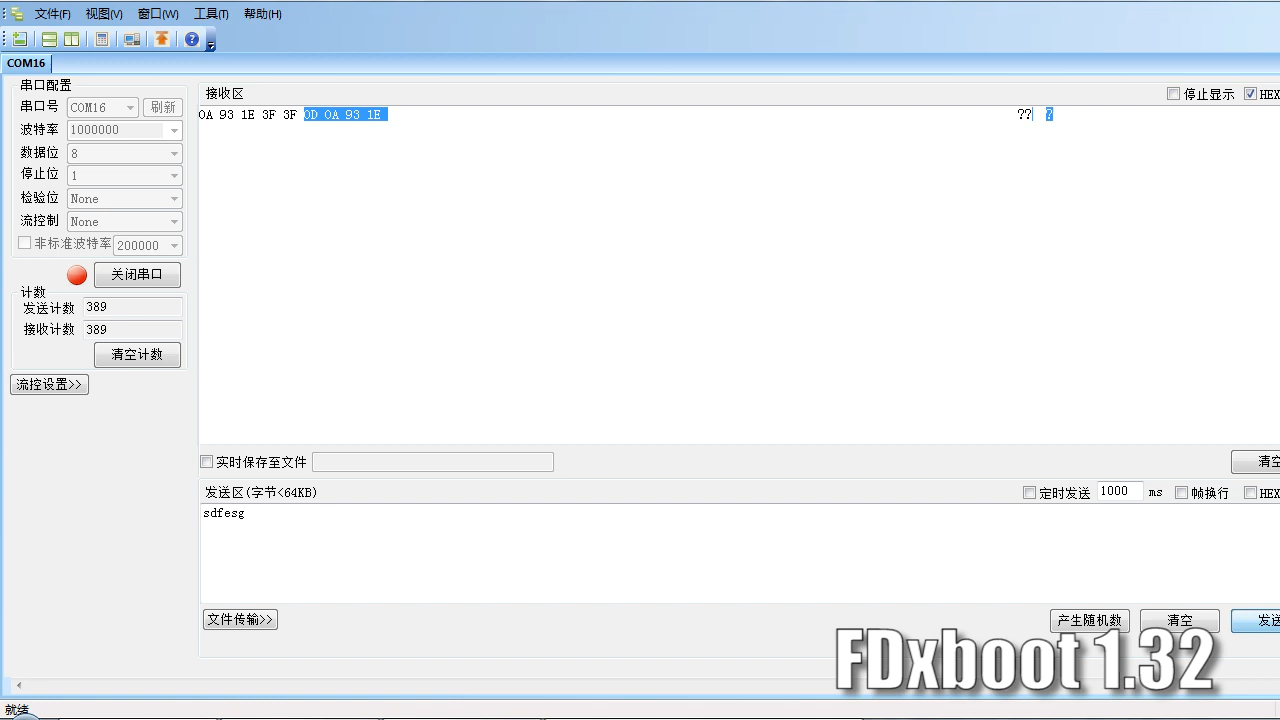 文件(F) 视图(V) 窗口(W) 工具(T) 帮助(H)
COM16
串口配置
串口号 COM16 刷新
波特率 1000000
数据位 8
停止位 1
检验位 None
流控制 None
非标准波特率 200000
关闭串口
计数
发送计数 389
接收计数 389
清空计数
流控设置>>
接收区 停止显示 HEX
0A 93 1E 3F 3F 0D 0A 93 1E ?? ?
实时保存至文件 清空
发送区(字节<64KB) 定时发送 1000 ms 帧换行 HEX
sdfesg
文件传输>> 产生随机数 清空 发送
FDxboot 1.32
就绪